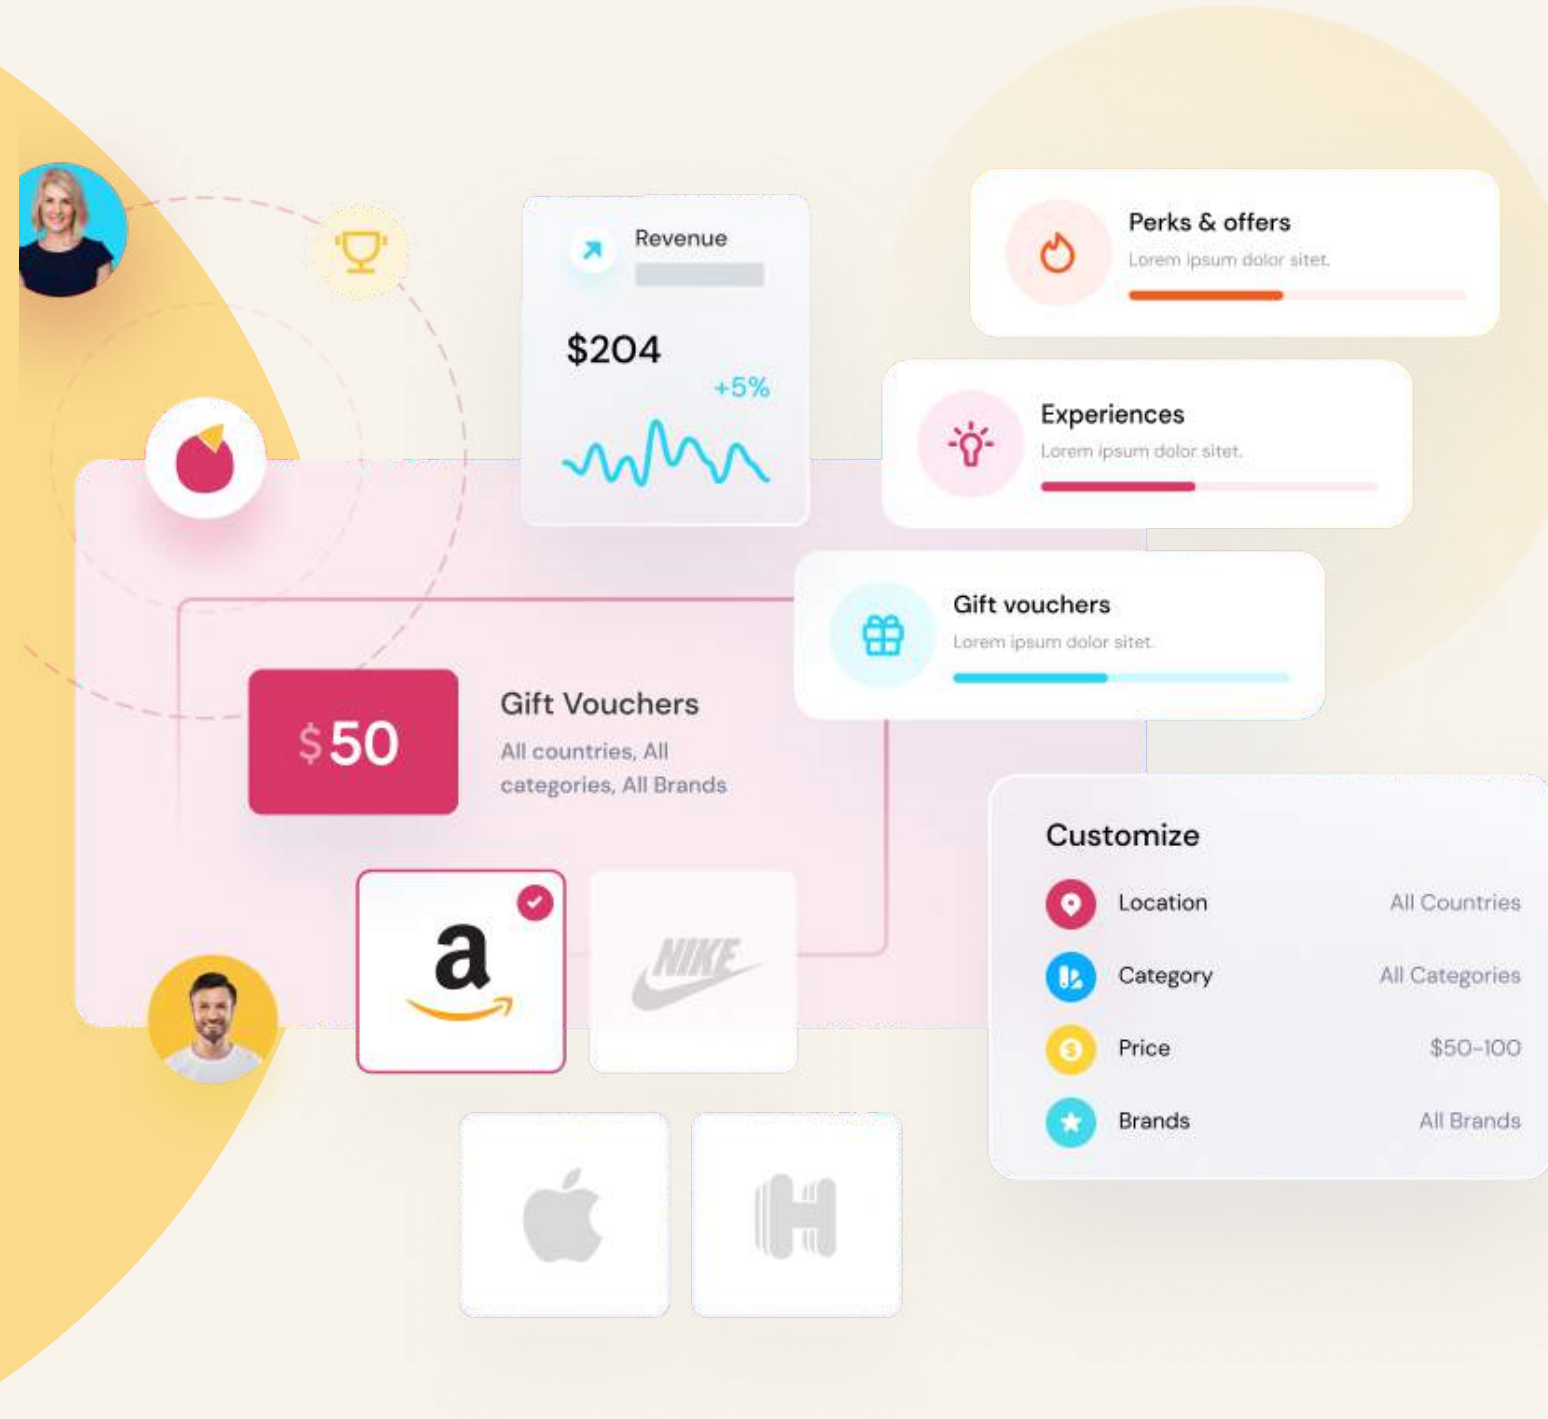 Revenue
$204
+5%
Perks & offers
Lorem ipsum dolor sitet.
Experiences
Lorem ipsum dolor sitet.
Gift vouchers
Lorem ipsum dolor sitet.
$50
Gift Vouchers
All countries, All
categories, All Brands
a
NIKE
H
Customize
Location All Countries
Category All Categories
Price $50-100
Brands All Brands